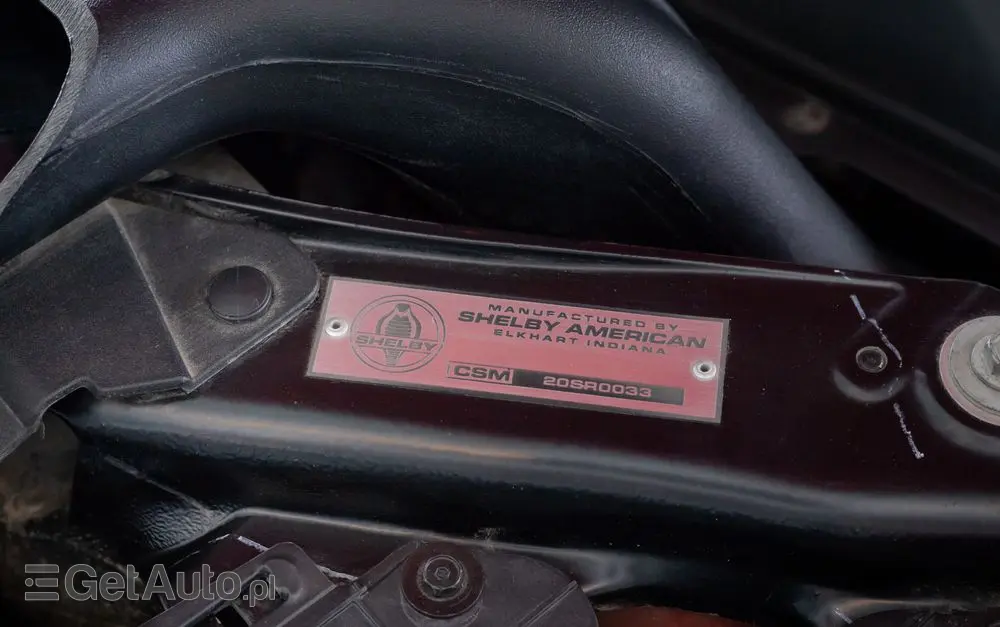 MANUFACTURED BY
SHELBY AMERICAN
ELKHART INDIANA
SHELBY
CSM 20SR0033
GetAuto.pl